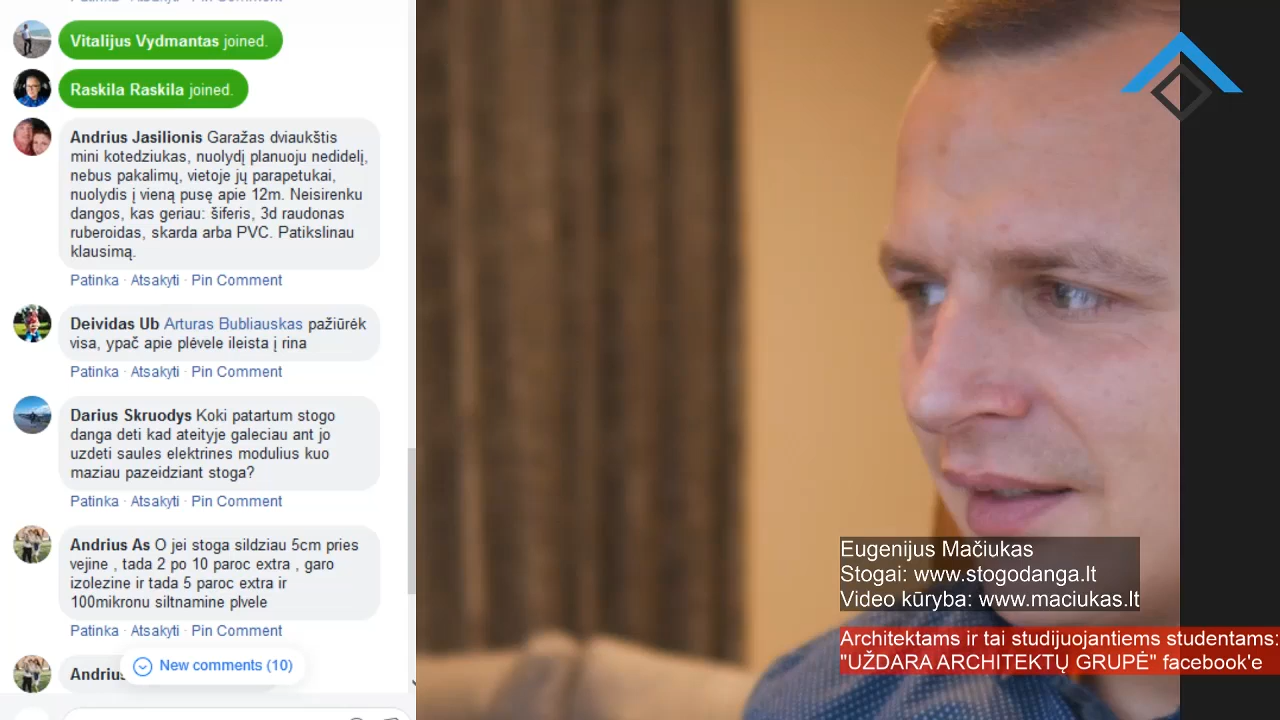 Patinka · Atsakyti · Pin Comment
Vitalijus Vydmantas joined.
Raskila Raskila joined.
Andrius Jasilionis Garažas dviaukštis
mini kotedziukas, nuolydį planuoju nedidelį,
nebus pakalimų, vietoje jų parapetukai,
nuolydis į vieną pusę apie 12m. Neisirenku
dangos, kas geriau: šiferis, 3d raudonas
ruberoidas, skarda arba PVC. Patikslinau
klausimą.
Patinka · Atsakyti · Pin Comment
Deividas Ub Arturas Bubliauskas pažiūrėk
visa, ypač apie plėvele ileista į rina
Patinka · Atsakyti · Pin Comment
Darius Skruodys Koki patartum stogo
danga deti kad ateityje galeciau ant jo
uzdeti saules elektrines modulius kuo
maziau pazeidziant stoga?
Patinka · Atsakyti · Pin Comment
Andrius As O jei stoga sildziau 5cm pries
vejine , tada 2 po 10 paroc extra , garo
izolezine ir tada 5 paroc extra ir
100mikronu siltnamine plvele
Patinka · Atsakyti · Pin Comment
Andrius
New comments (10)
Eugenijus Mačiukas
Stogai: www.stogodanga.lt
Video kūryba: www.maciukas.lt
Architektams ir tai studijuojantiems studentams:
"UŽDARA ARCHITEKTŲ GRUPĖ" facebook'e